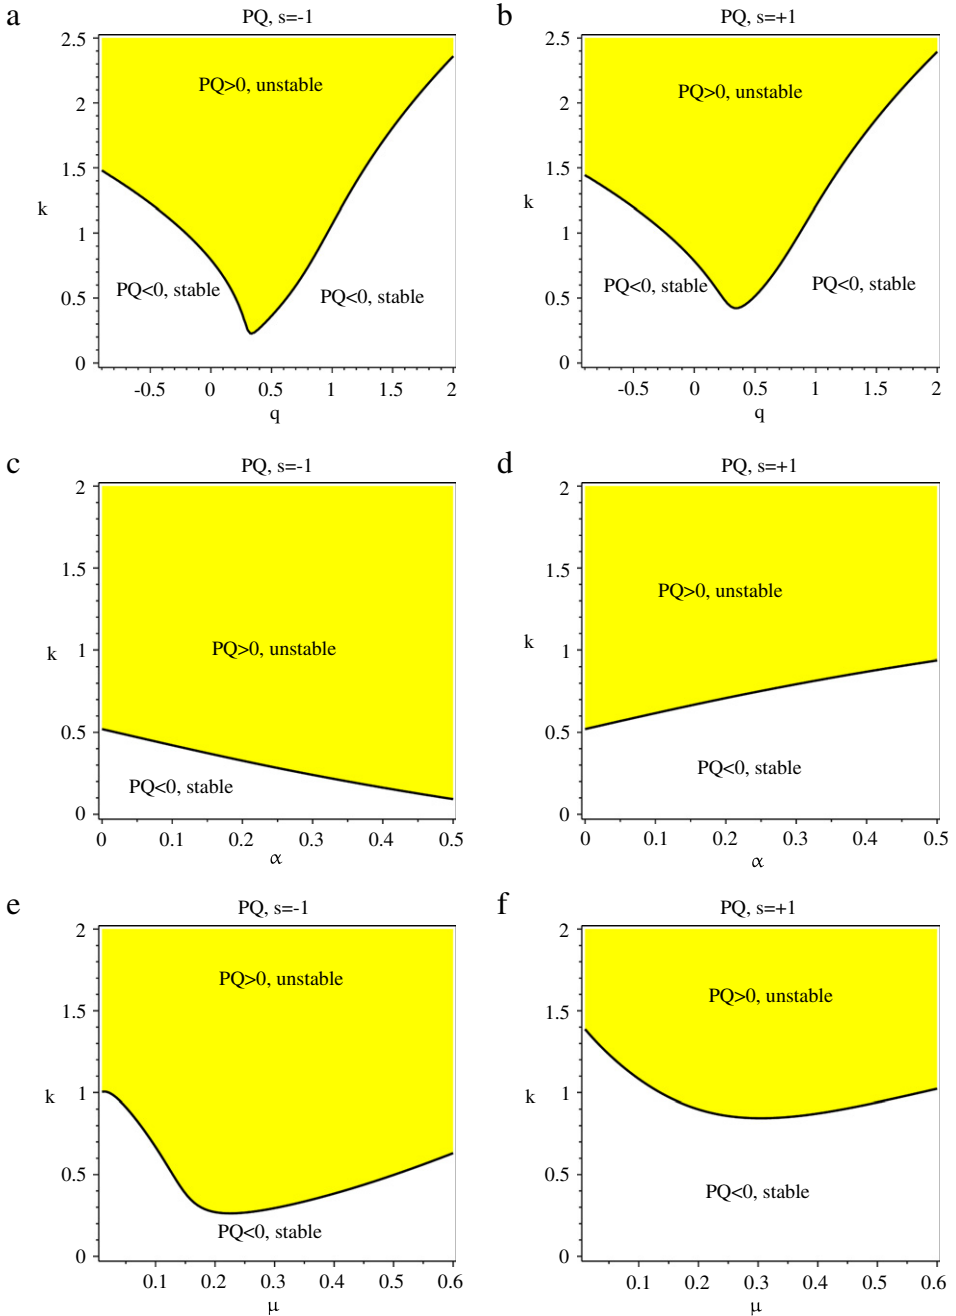 a
PQ, s=-1
2.5
2
1.5
1
0.5
0
k
PQ>0, unstable
PQ<0, stable
PQ<0, stable
-0.5 0 0.5 1 1.5 2
q
b
PQ, s=+1
2.5
2
1.5
1
0.5
0
k
PQ>0, unstable
PQ<0, stable
PQ<0, stable
-0.5 0 0.5 1 1.5 2
q
c
PQ, s=-1
2
1.5
1
0.5
0
k
PQ>0, unstable
PQ<0, stable
0 0.1 0.2 0.3 0.4 0.5
α
d
PQ, s=+1
2
1.5
1
0.5
0
k
PQ>0, unstable
PQ<0, stable
0 0.1 0.2 0.3 0.4 0.5
α
e
PQ, s=-1
2
1.5
1
0.5
0
k
PQ>0, unstable
PQ<0, stable
0.1 0.2 0.3 0.4 0.5 0.6
μ
f
PQ, s=+1
2
1.5
1
0.5
0
k
PQ>0, unstable
PQ<0, stable
0.1 0.2 0.3 0.4 0.5 0.6
μ